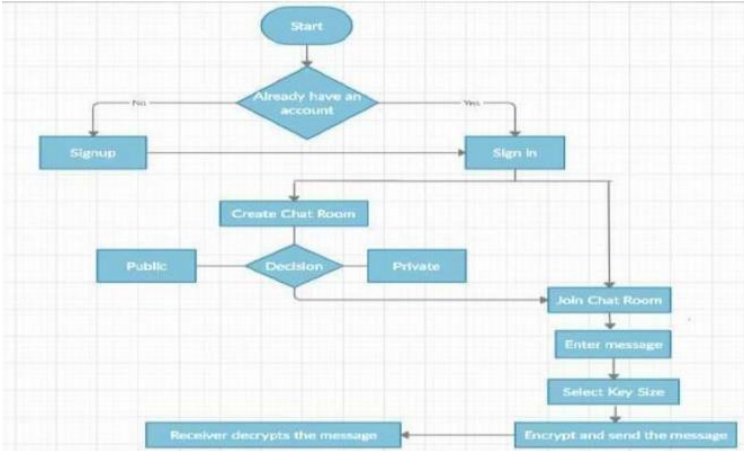 Start
Already have an
account
No
Yes
Signup
Sign in
Create Chat Room
Public
Decision
Private
Join Chat Room
Enter message
Select Key Size
Receiver decrypts the message
Encrypt and send the message